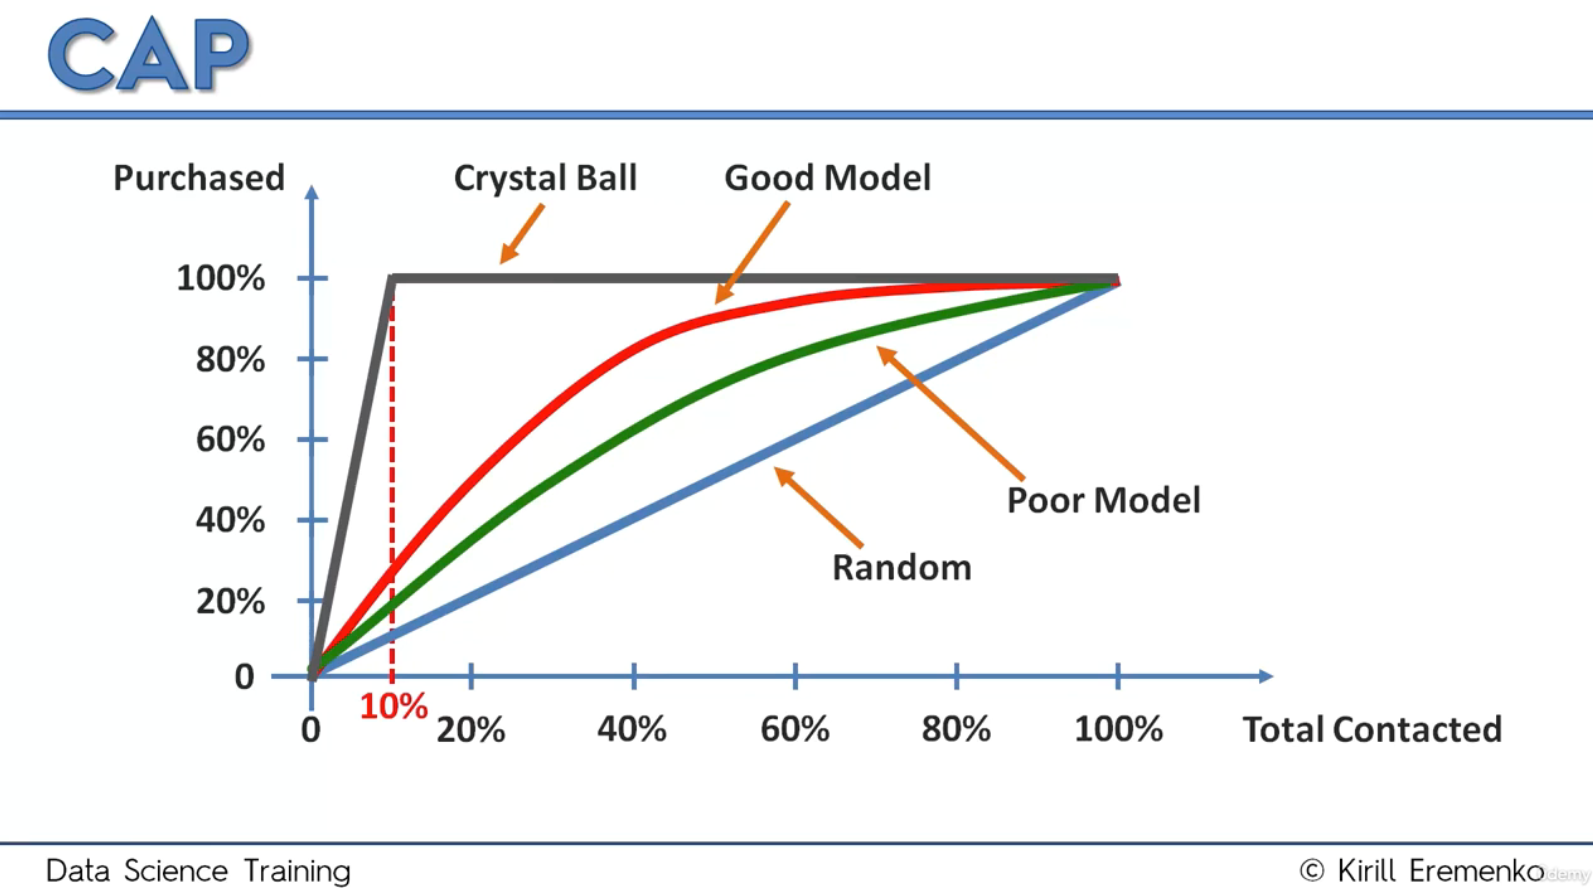 CAP
Purchased
Crystal Ball
Good Model
100%
80%
60%
40%
20%
0
Poor Model
Random
10%
0
20%
40%
60%
80%
100%
Total Contacted
Data Science Training
© Kirill Eremenko
Udemy